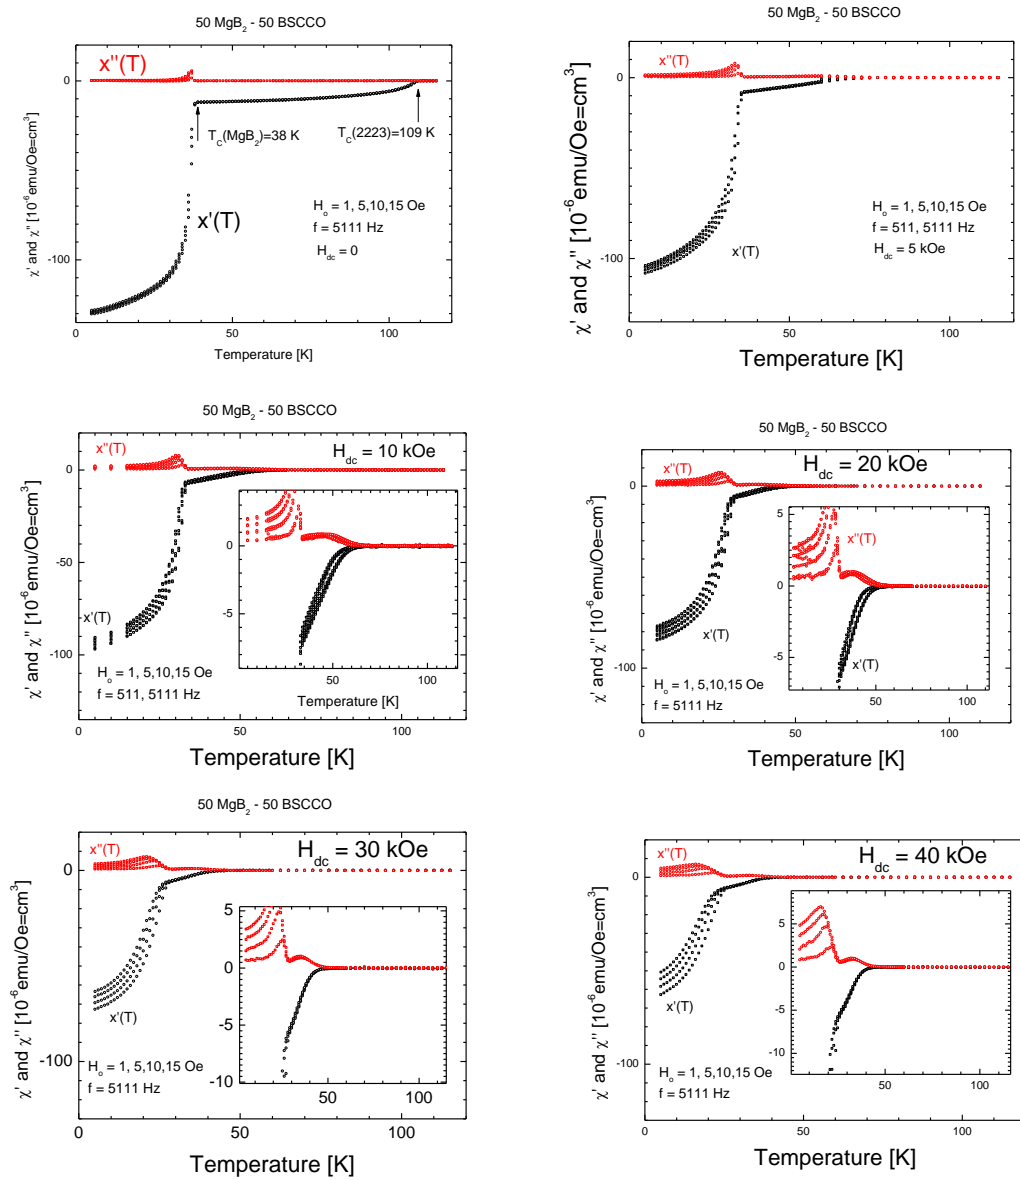 50 MgB2 - 50 BSCCO
x''(T)
0
TC(MgB2)=38 K
TC(2223)=109 K
Ho = 1, 5,10,15 Oe
x'(T)
f = 5111 Hz
Hdc = 0
-100
χ' and χ'' [10-6emu/Oe=cm3]
0 50 100
Temperature [K]
50 MgB2 - 50 BSCCO
x''(T)
0
Ho = 1, 5,10,15 Oe
f = 511, 5111 Hz
x'(T)
Hdc = 5 kOe
-100
χ' and χ'' [10-6emu/Oe=cm3]
0 50 100
Temperature [K]
50 MgB2 - 50 BSCCO
x''(T)
Hdc = 10 kOe
0
-50
-100
χ' and χ'' [10-6emu/Oe=cm3]
0
-5
0 50 100
Temperature [K]
x'(T)
Ho = 1, 5,10,15 Oe
f = 511, 5111 Hz
0 50 100
Temperature [K]
50 MgB2 - 50 BSCCO
x''(T)
Hdc = 20 kOe
0
-100
χ' and χ'' [10-6emu/Oe=cm3]
5
x''(T)
0
-5
x'(T)
0 50 100
x'(T)
Ho = 1, 5,10,15 Oe
f = 5111 Hz
0 50 100
Temperature [K]
50 MgB2 - 50 BSCCO
x''(T)
Hdc = 30 kOe
0
-100
χ' and χ'' [10-6emu/Oe=cm3]
5
0
-5
-10
50 100
x'(T)
Ho = 1, 5,10,15 Oe
f = 5111 Hz
0 50 100
Temperature [K]
x''(T)
Hdc = 40 kOe
0
-100
χ' and χ'' [10-6emu/Oe=cm3]
5
0
-5
-10
50 100
x'(T)
Ho = 1, 5,10,15 Oe
f = 5111 Hz
0 50 100
Temperature [K]